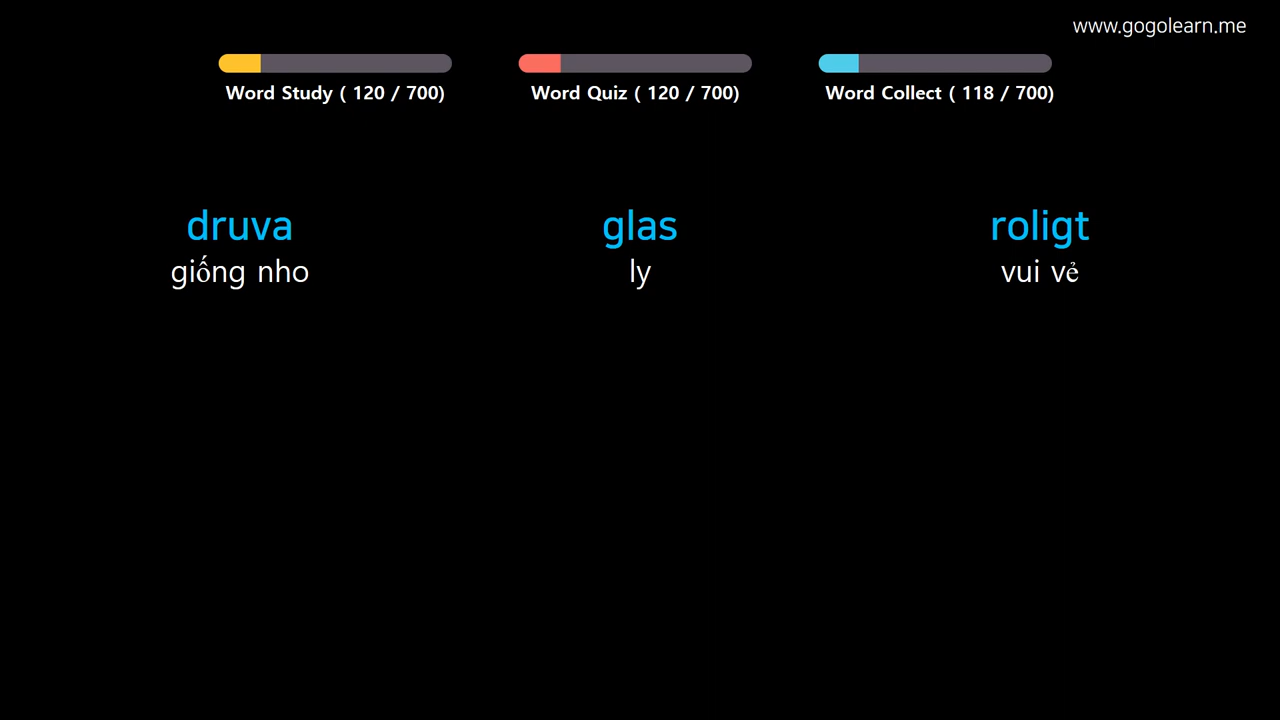 www.gogolearn.me
Word Study ( 120 / 700)
Word Quiz ( 120 / 700)
Word Collect ( 118 / 700)
druva
giống nho
glas
ly
roligt
vui vẻ